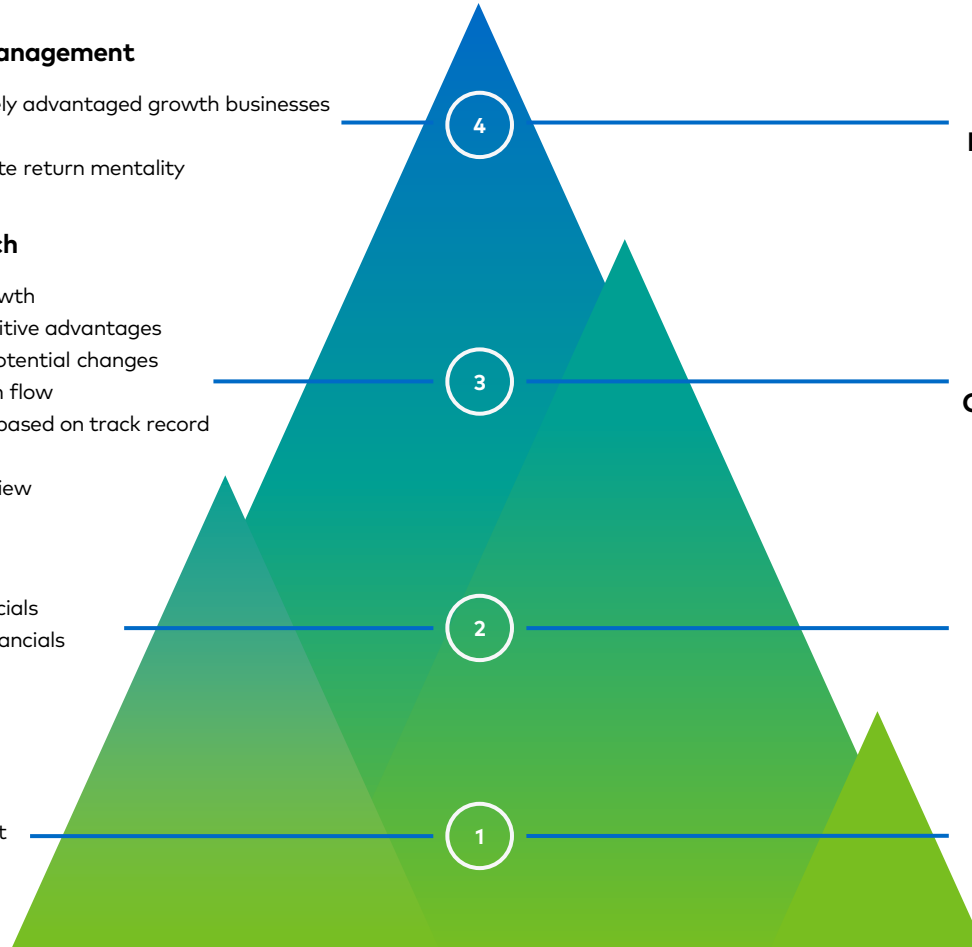 anagement
ly advantaged growth businesses
4
te return mentality
ch
wth
itive advantages
otential changes
n flow
3
based on track record
iew
cials
2
ancials
t
1